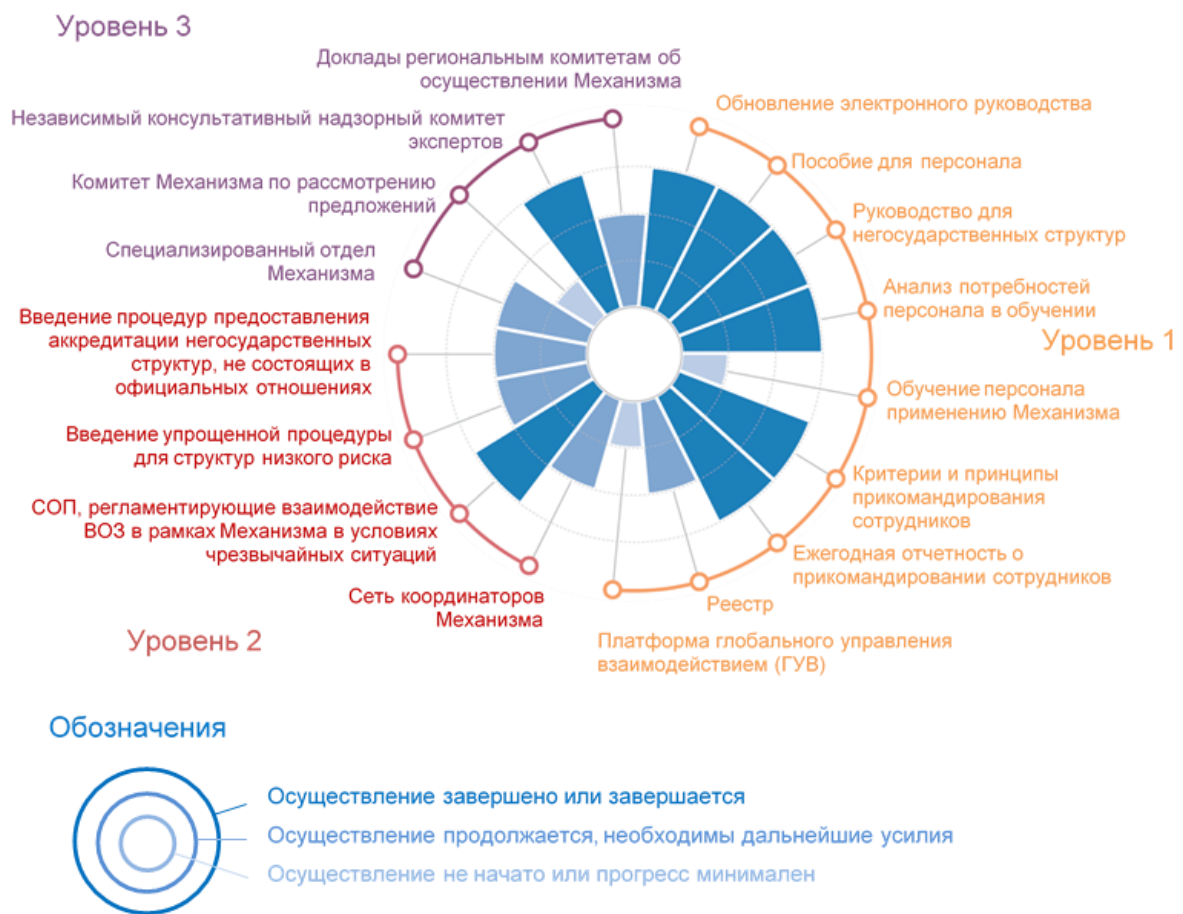 Уровень 3
Доклады региональным комитетам об
осуществлении Механизма
Независимый консультативный надзорный комитет
экспертов
Комитет Механизма по рассмотрению
предложений
Специализированный отдел
Механизма
Обновление электронного руководства
Пособие для персонала
Руководство для
негосударственных структур
Анализ потребностей
персонала в обучении
Уровень 1
Обучение персонала
применению Механизма
Критерии и принципы
прикомандирования
сотрудников
Ежегодная отчетность о
прикомандировании сотрудников
Реестр
Платформа глобального управления
взаимодействием (ГУВ)
Введение процедур предоставления
аккредитации негосударственных
структур, не состоящих в
официальных отношениях
Введение упрощенной процедуры
для структур низкого риска
СОП, регламентирующие взаимодействие
ВОЗ в рамках Механизма в условиях
чрезвычайных ситуаций
Сеть координаторов
Механизма
Уровень 2
Обозначения
Осуществление завершено или завершается
Осуществление продолжается, необходимы дальнейшие усилия
Осуществление не начато или прогресс минимален